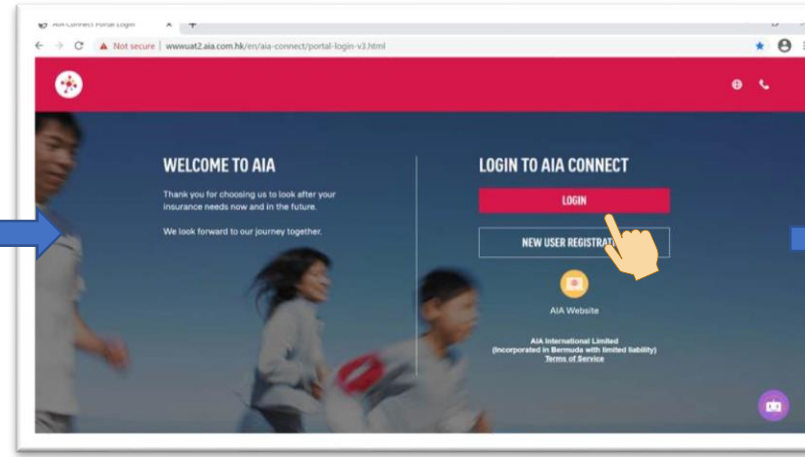 AIA Connect Portal Login
Not secure | wwwuat2.aia.com.hk/en/aia-connect/portal-login-v3.html
WELCOME TO AIA
Thank you for choosing us to look after your
insurance needs now and in the future.
We look forward to our journey together.
LOGIN TO AIA CONNECT
LOGIN
NEW USER REGISTRAT
AIA Website
AIA International Limited
(Incorporated in Bermuda with limited liability)
Terms of Service